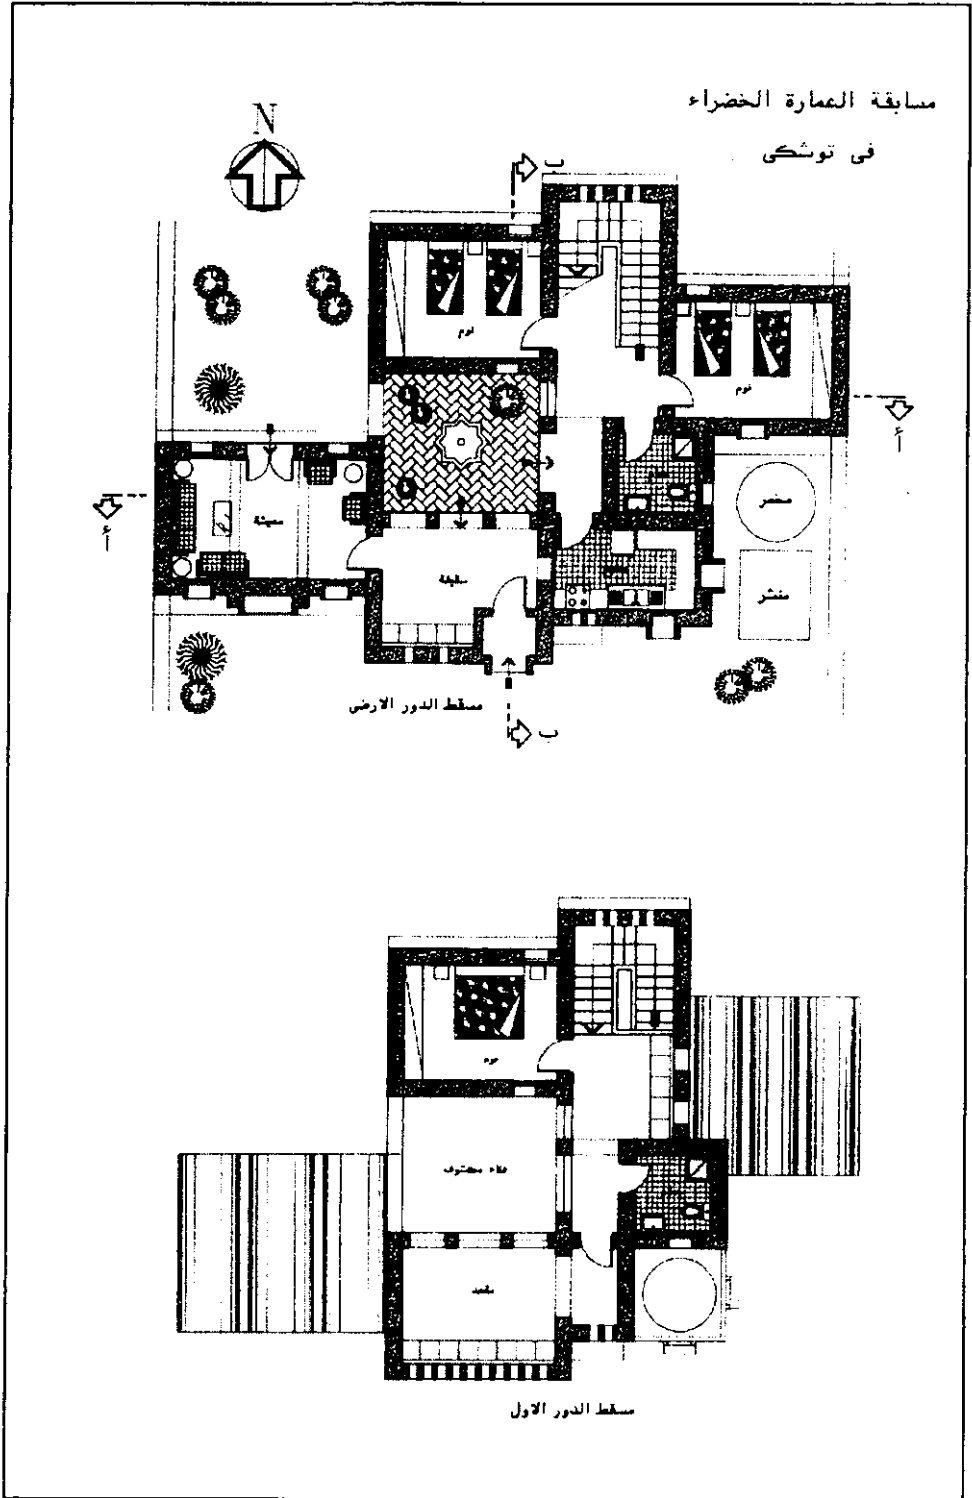 مسابقة العمارة الخضراء
فى توشكى
N
ب
نوم
نوم
أ
أ
معيشة
حمام
سقيفة
منشر
مسقط الدور الارضى
ب
نوم
فناء مكشوف
مقعد
مسقط الدور الاول